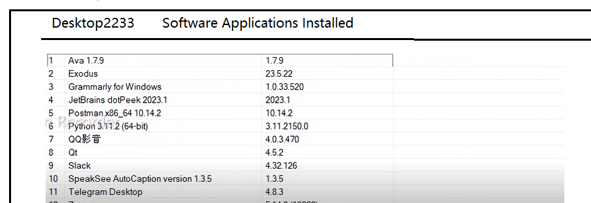 Desktop2233 Software Applications Installed
1 Ava 1.7.9 1.7.9
2 Exodus 23.5.22
3 Grammarly for Windows 1.0.33.520
4 JetBrains dotPeek 2023.1 2023.1
5 Postman x86_64 10.14.2 10.14.2
6 Python 3.11.2 (64-bit) 3.11.2150.0
7 QQ影音 4.0.3.470
8 Qt 4.5.2
9 Slack 4.32.126
10 SpeakSee AutoCaption version 1.3.5 1.3.5
11 Telegram Desktop 4.8.3